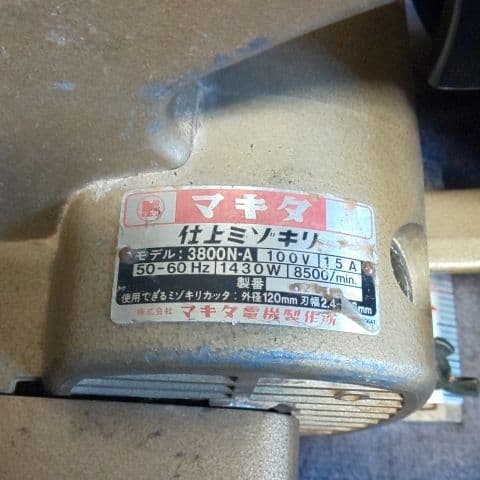 マキタ
仕上ミゾキリ
モデル:3800N-A 100V 15A
50-60Hz 1430W 8500/min.
製番
使用できるミゾキリカッタ:外径120mm 刃幅2.4 mm
株式会社 マキタ電機製作所